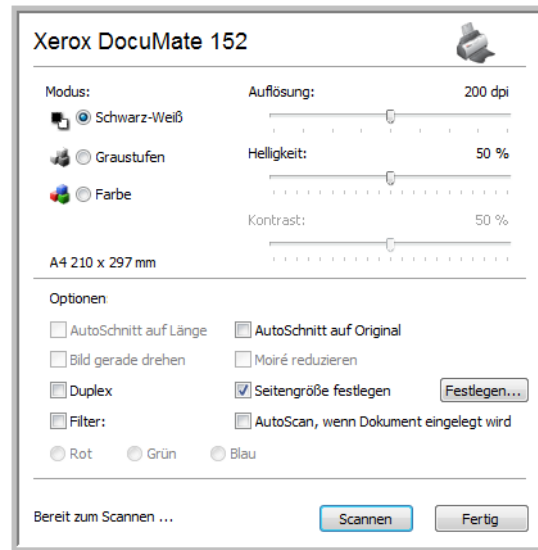 Xerox DocuMate 152
Modus:
Schwarz-Weiß
Graustufen
Farbe
A4 210 x 297 mm
Auflösung: 200 dpi
Helligkeit: 50 %
Kontrast: 50 %
Optionen
AutoSchnitt auf Länge AutoSchnitt auf Original
Bild gerade drehen Moiré reduzieren
Duplex Seitengröße festlegen Festlegen...
Filter: AutoScan, wenn Dokument eingelegt wird
Rot Grün Blau
Bereit zum Scannen ... Scannen Fertig